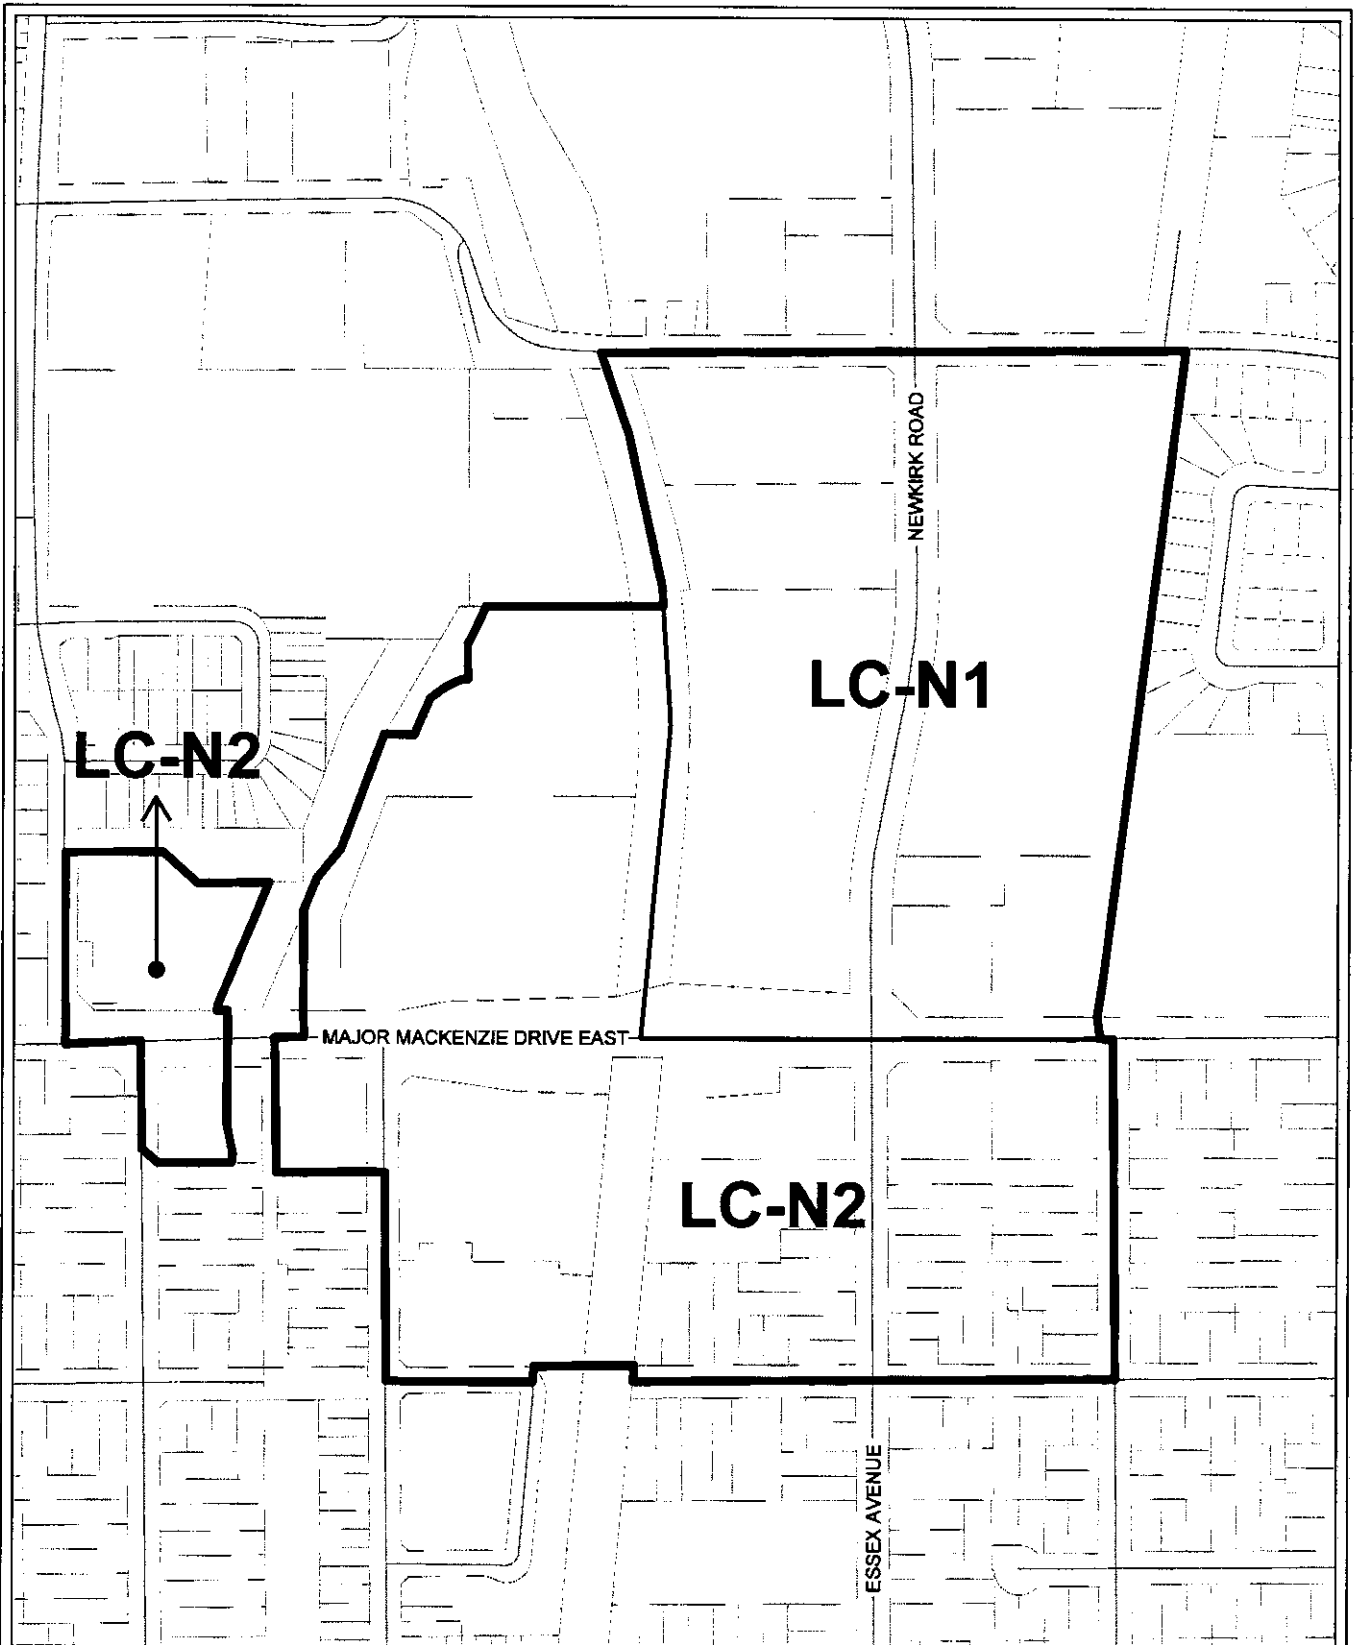 NEWKIRK ROAD
LC-N1
LC-N2
MAJOR MACKENZIE DRIVE EAST
LC-N2
ESSEX AVENUE